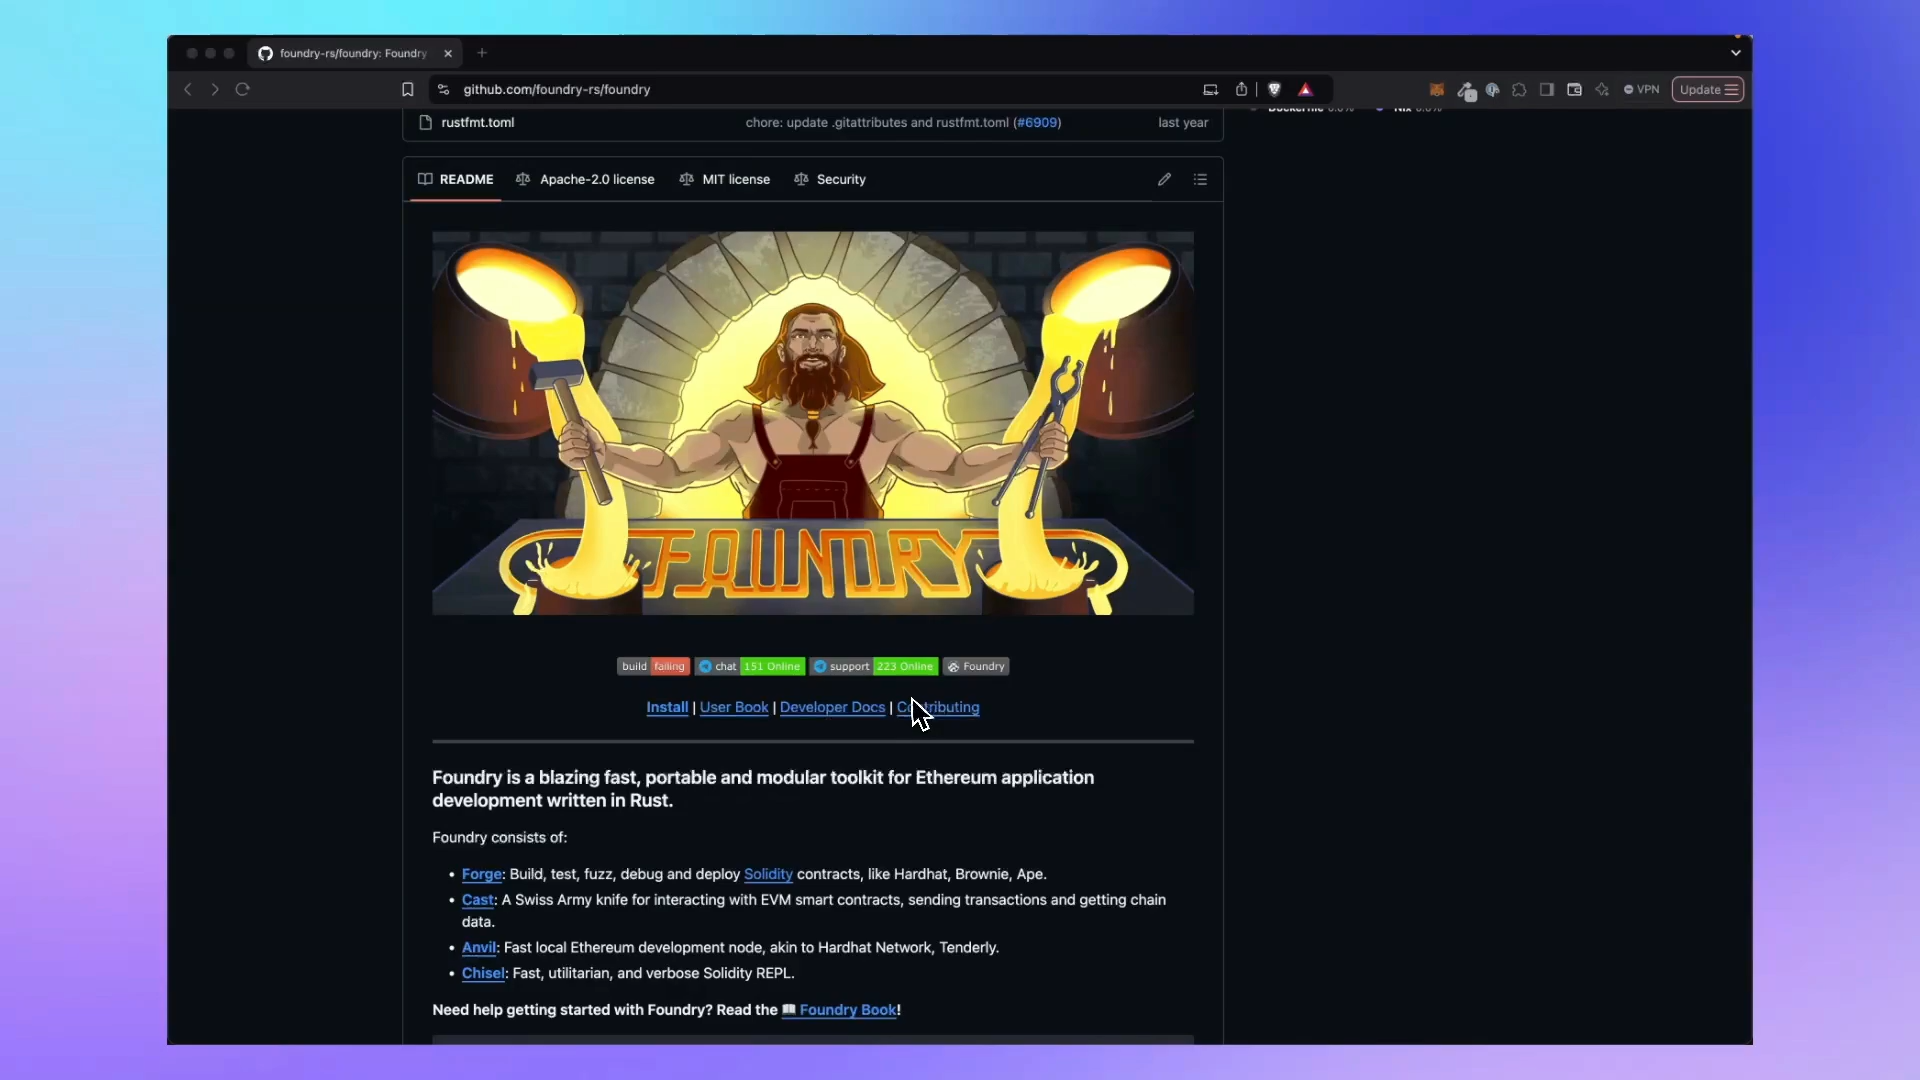 foundry-rs/foundry: Foundry
github.com/foundry-rs/foundry
VPN
Update
rustfmt.toml chore: update .gitattributes and rustfmt.toml (#6909) last year
README Apache-2.0 license MIT license Security
FOUNDRY
build failing chat 151 Online support 223 Online Foundry
Install | User Book | Developer Docs | Contributing
Foundry is a blazing fast, portable and modular toolkit for Ethereum application
development written in Rust.
Foundry consists of:
• Forge: Build, test, fuzz, debug and deploy Solidity contracts, like Hardhat, Brownie, Ape.
• Cast: A Swiss Army knife for interacting with EVM smart contracts, sending transactions and getting chain
data.
• Anvil: Fast local Ethereum development node, akin to Hardhat Network, Tenderly.
• Chisel: Fast, utilitarian, and verbose Solidity REPL.
Need help getting started with Foundry? Read the 📖 Foundry Book!